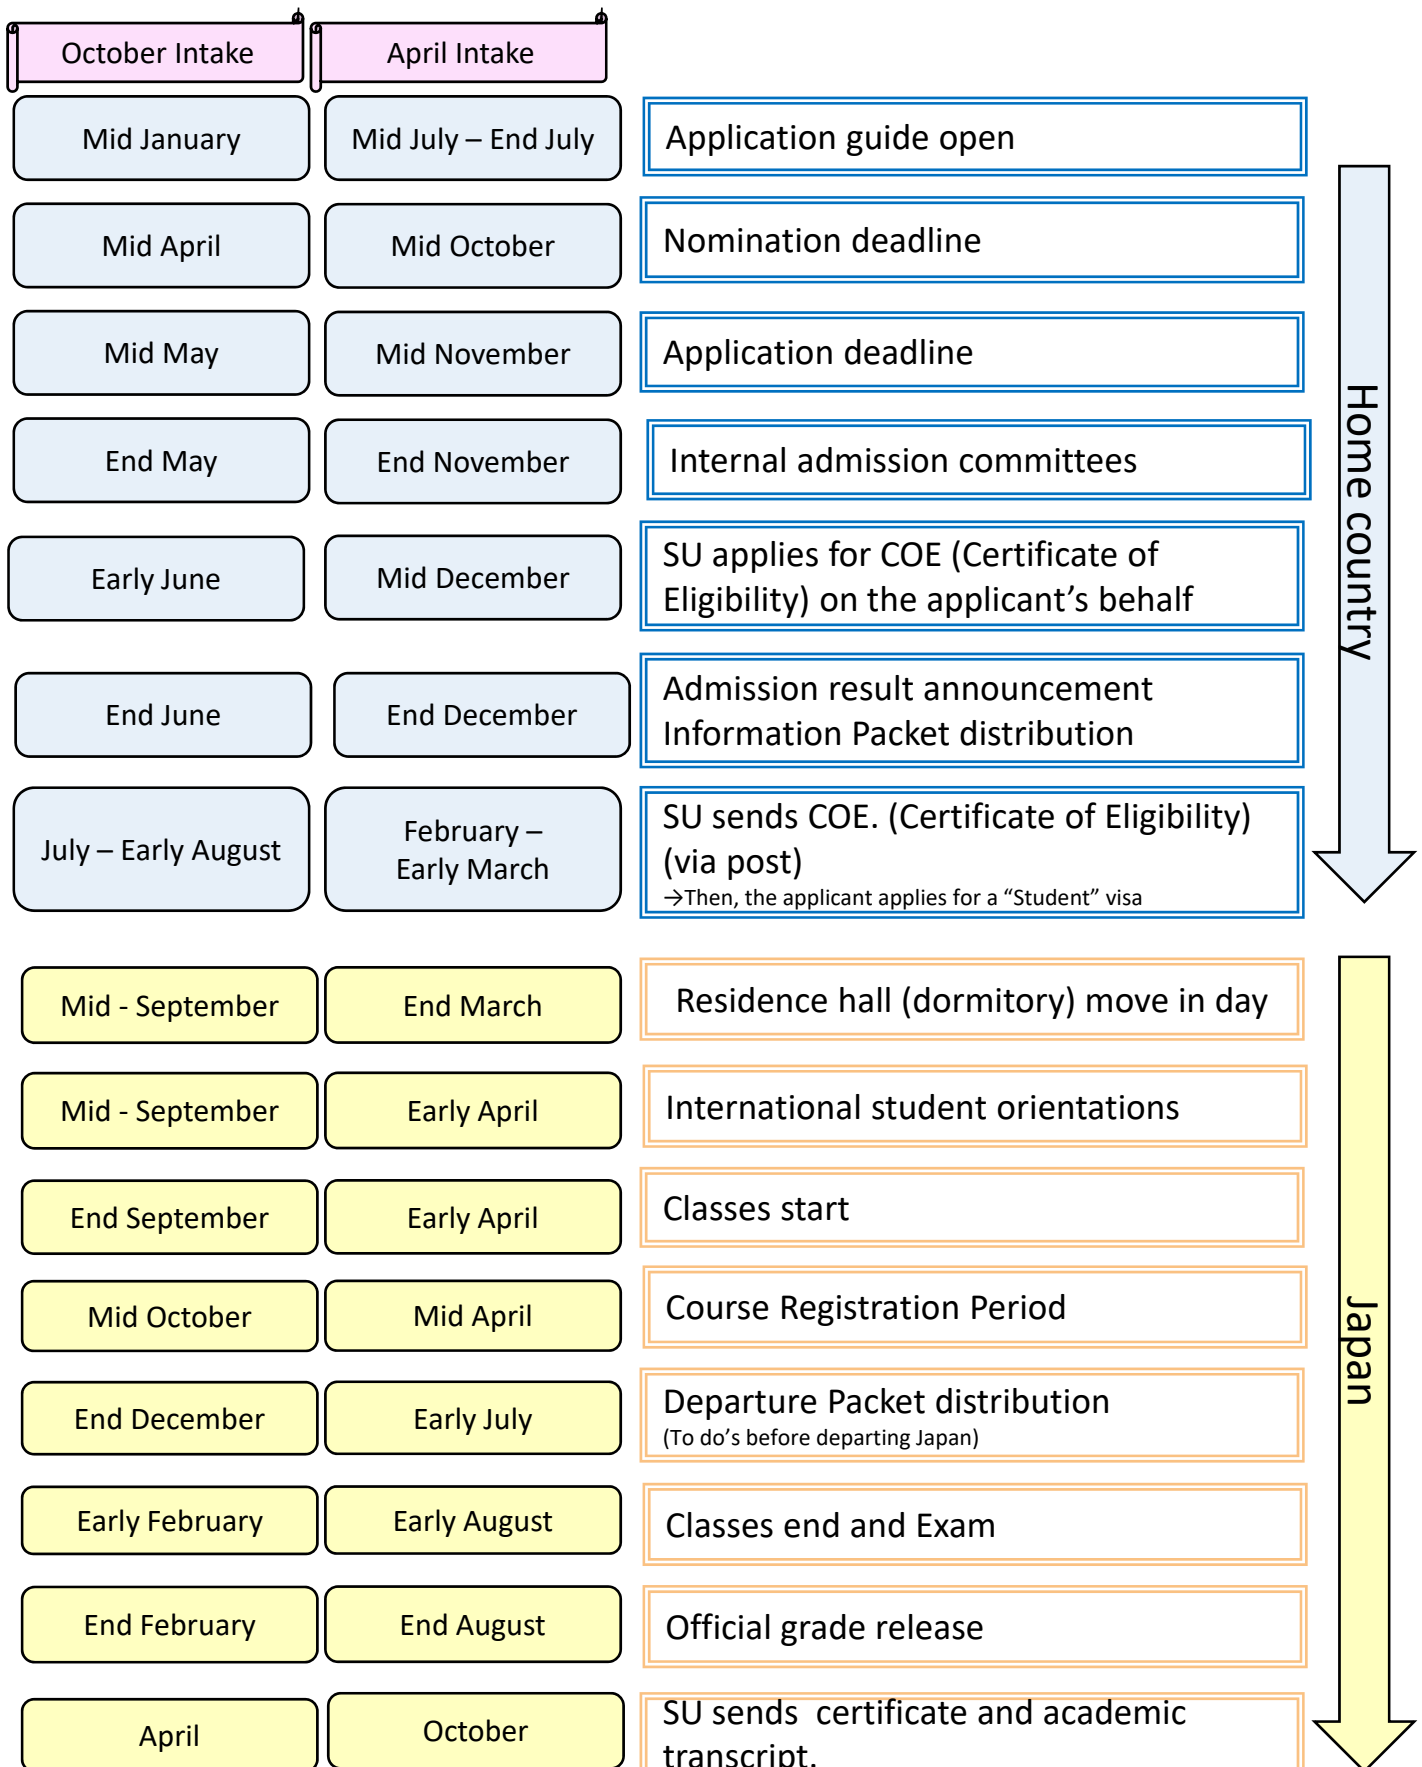 October Intake
April Intake
Mid January
Mid July – End July
Application guide open
Mid April
Mid October
Nomination deadline
Mid May
Mid November
Application deadline
End May
End November
Internal admission committees
Early June
Mid December
SU applies for COE (Certificate of
Eligibility) on the applicant’s behalf
End June
End December
Admission result announcement
Information Packet distribution
July – Early August
February –
Early March
SU sends COE. (Certificate of Eligibility)
(via post)
→Then, the applicant applies for a “Student” visa
Home country
Mid - September
End March
Residence hall (dormitory) move in day
Mid - September
Early April
International student orientations
End September
Early April
Classes start
Mid October
Mid April
Course Registration Period
End December
Early July
Departure Packet distribution
(To do’s before departing Japan)
Early February
Early August
Classes end and Exam
End February
End August
Official grade release
April
October
SU sends  certificate and academic
transcript.
Japan